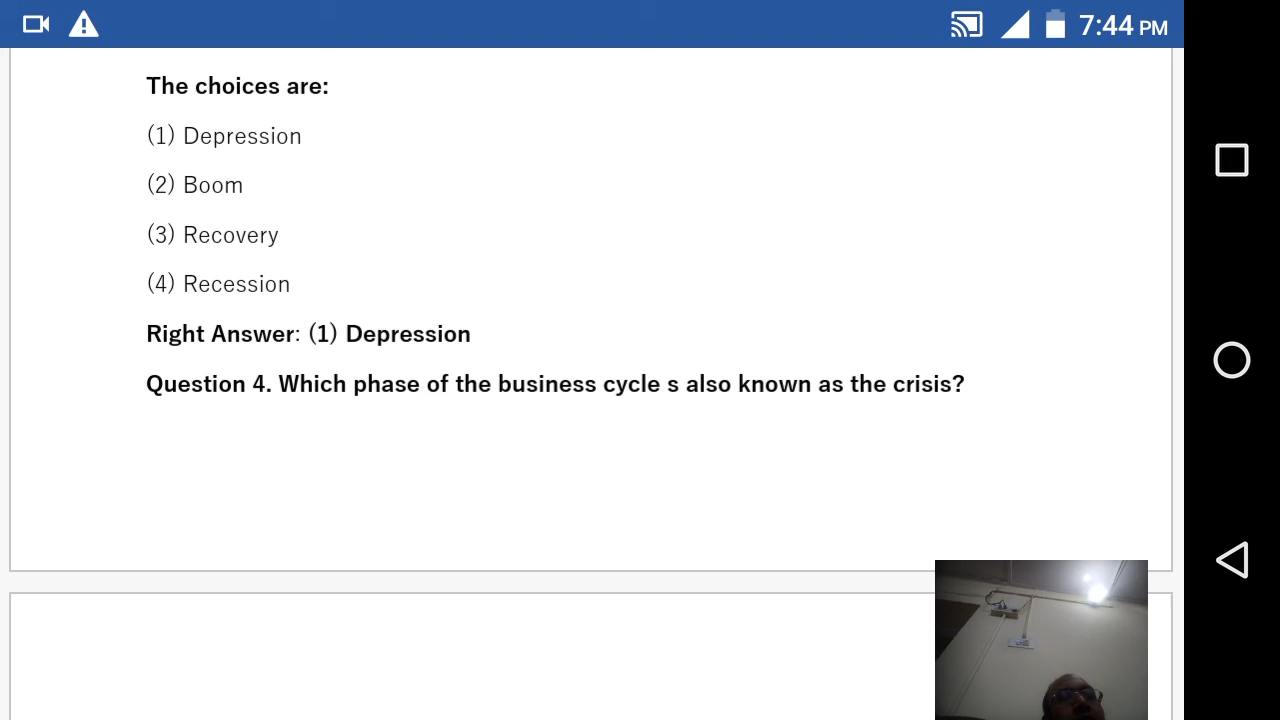 7:44 PM
The choices are:
(1) Depression
(2) Boom
(3) Recovery
(4) Recession
Right Answer: (1) Depression
Question 4. Which phase of the business cycle s also known as the crisis?